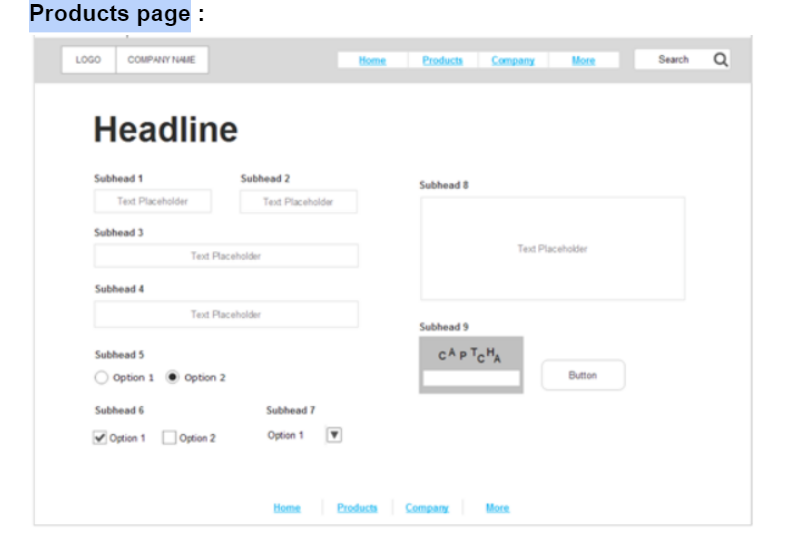 Products page :
LOGO COMPANY NAME Home Products Company More Search
Headline
Subhead 1 Subhead 2
Text Placeholder Text Placeholder
Subhead 3
Text Placeholder
Subhead 4
Text Placeholder
Subhead 5
Option 1 Option 2
Subhead 6 Subhead 7
Option 1 Option 2 Option 1
Subhead 8
Text Placeholder
Subhead 9
CAPTCHA
Button
Home Products Company More